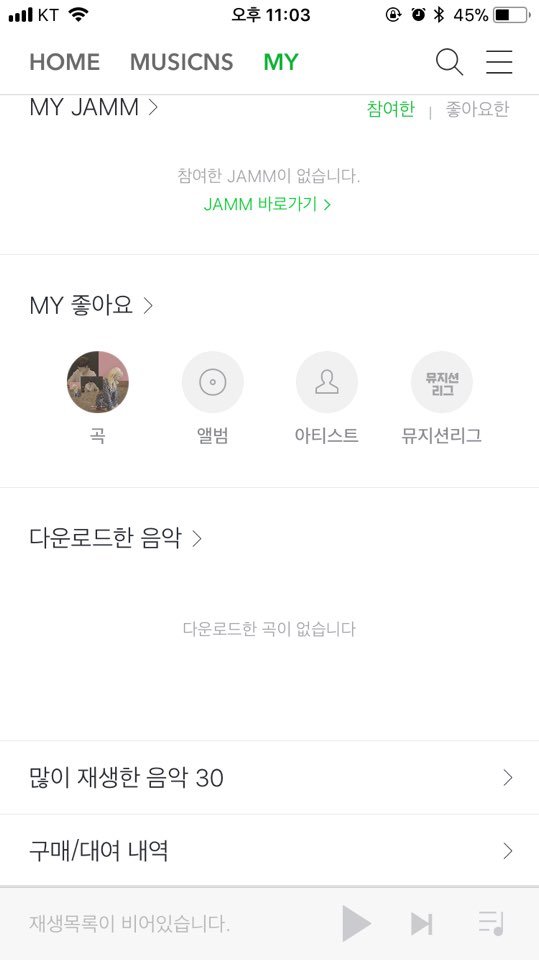 KT 오후 11:03 45%
HOME MUSICNS MY
MY JAMM 참여한 | 좋아요한
참여한 JAMM이 없습니다.
JAMM 바로가기
MY 좋아요
뮤지션
리그
곡 앨범 아티스트 뮤지션리그
다운로드한 음악
다운로드한 곡이 없습니다
많이 재생한 음악 30
구매/대여 내역
재생목록이 비어있습니다.